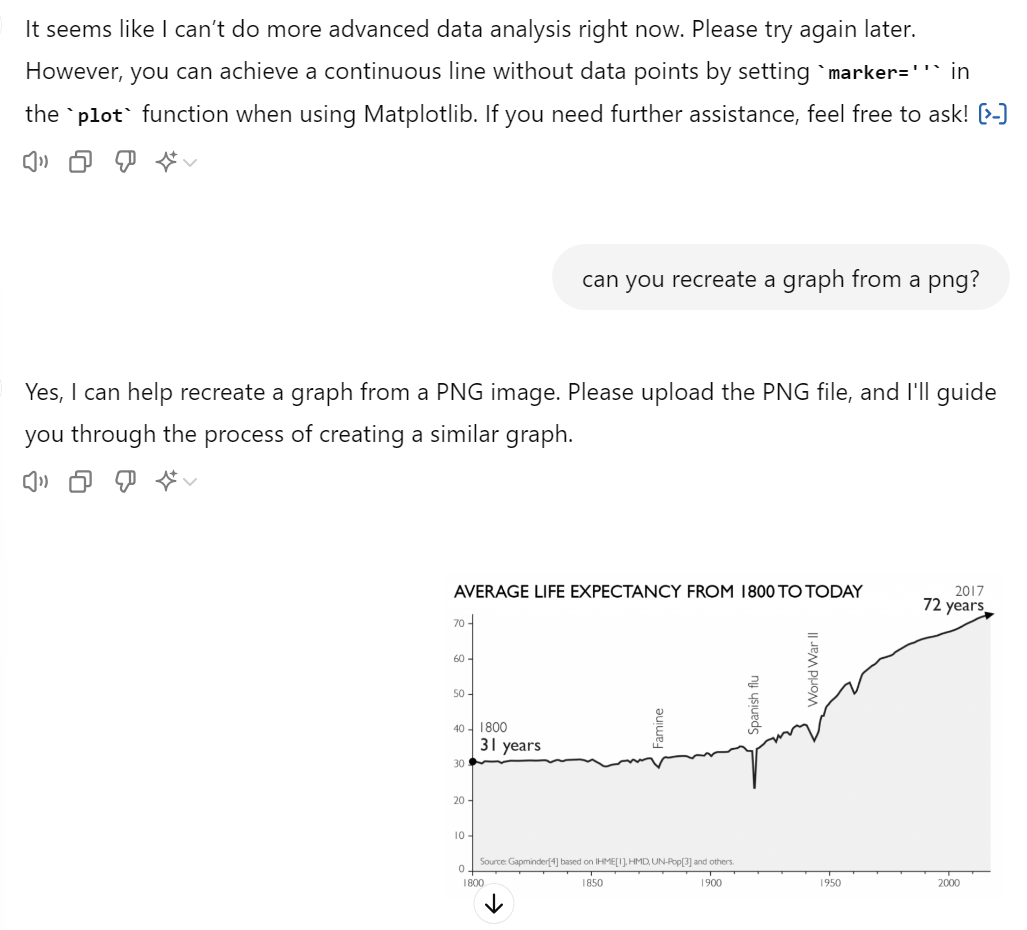 It seems like I can't do more advanced data analysis right now. Please try again later.
However, you can achieve a continuous line without data points by setting `marker=''` in
the `plot` function when using Matplotlib. If you need further assistance, feel free to ask! [>-]
can you recreate a graph from a png?
Yes, I can help recreate a graph from a PNG image. Please upload the PNG file, and I'll guide
you through the process of creating a similar graph.
AVERAGE LIFE EXPECTANCY FROM 1800 TO TODAY
2017
72 years
70
60
50
40
30
20
10
0
1800
31 years
Famine
Spanish flu
World War II
Source: Gapminder[4] based on IHME[1], HMD, UN-Pop[3] and others.
1800 1850 1900 1950 2000